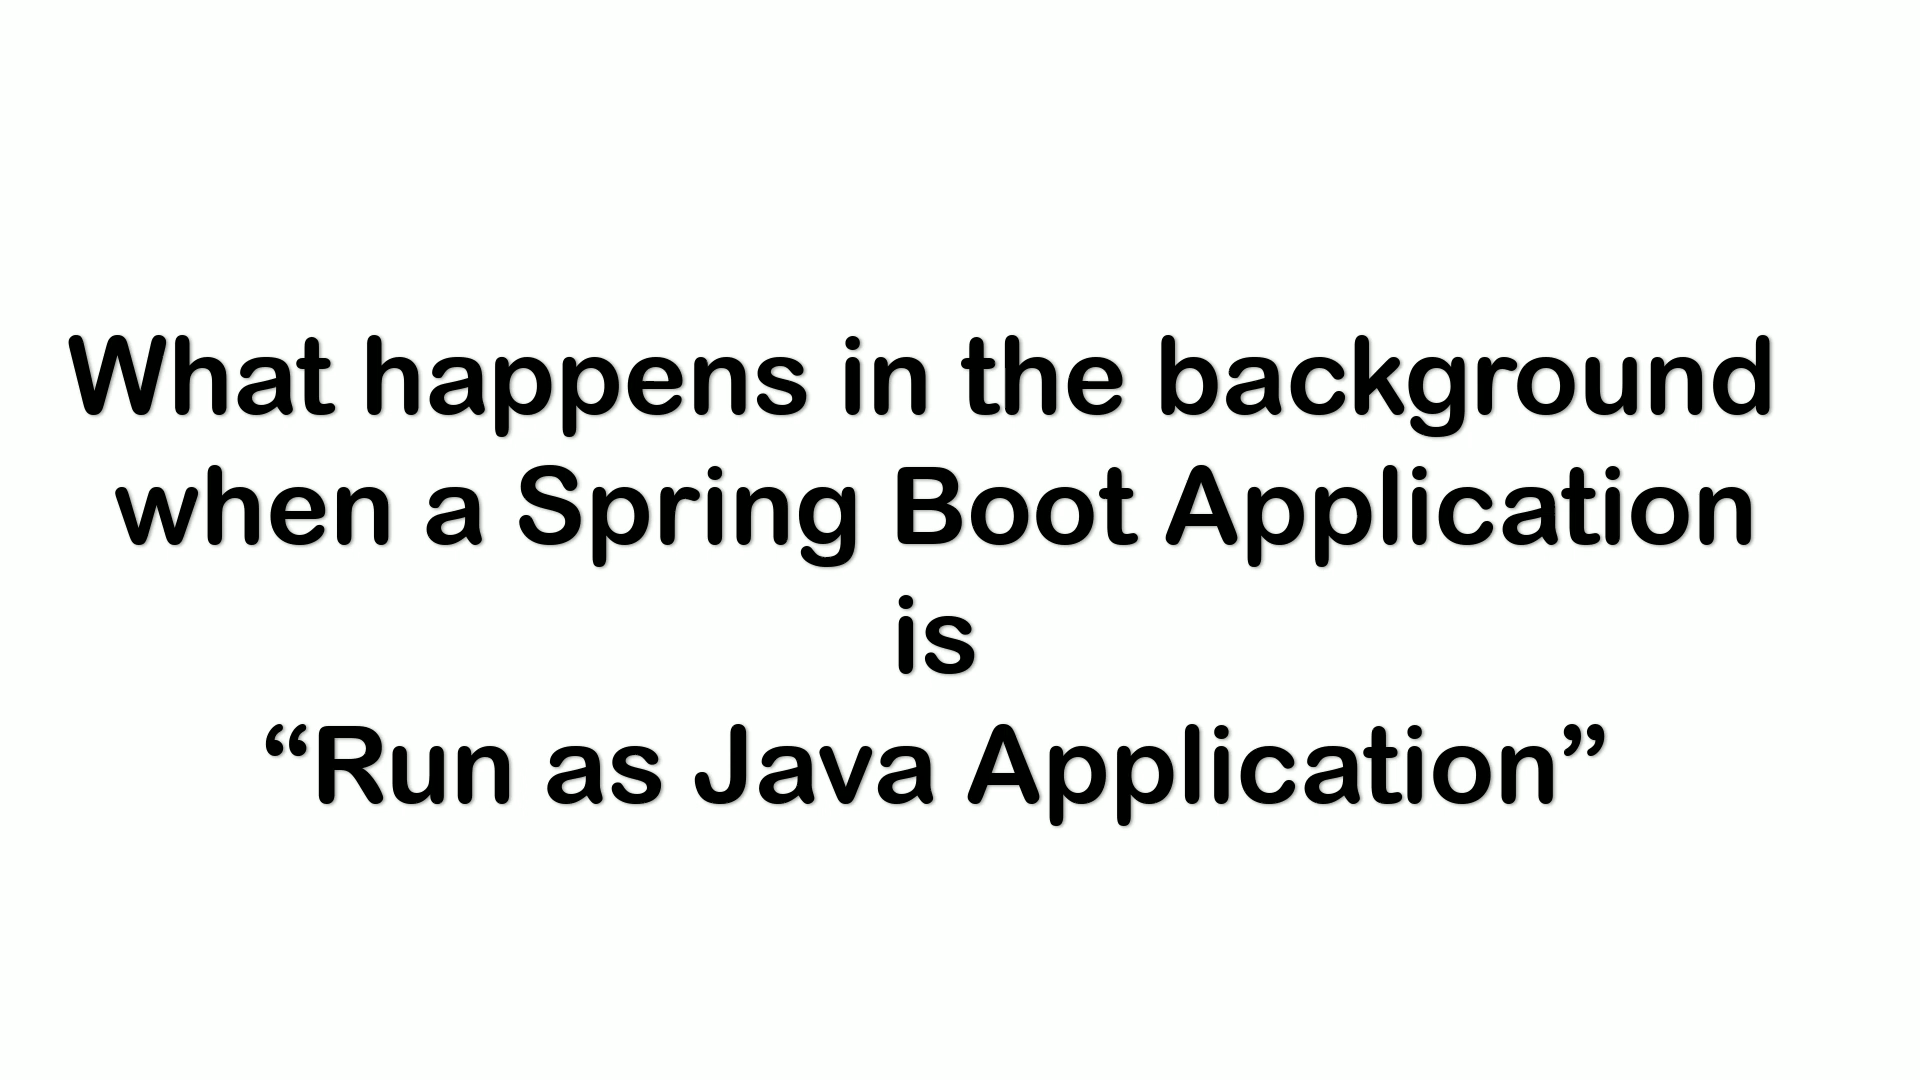 What happens in the background
when a Spring Boot Application
is
“Run as Java Application”